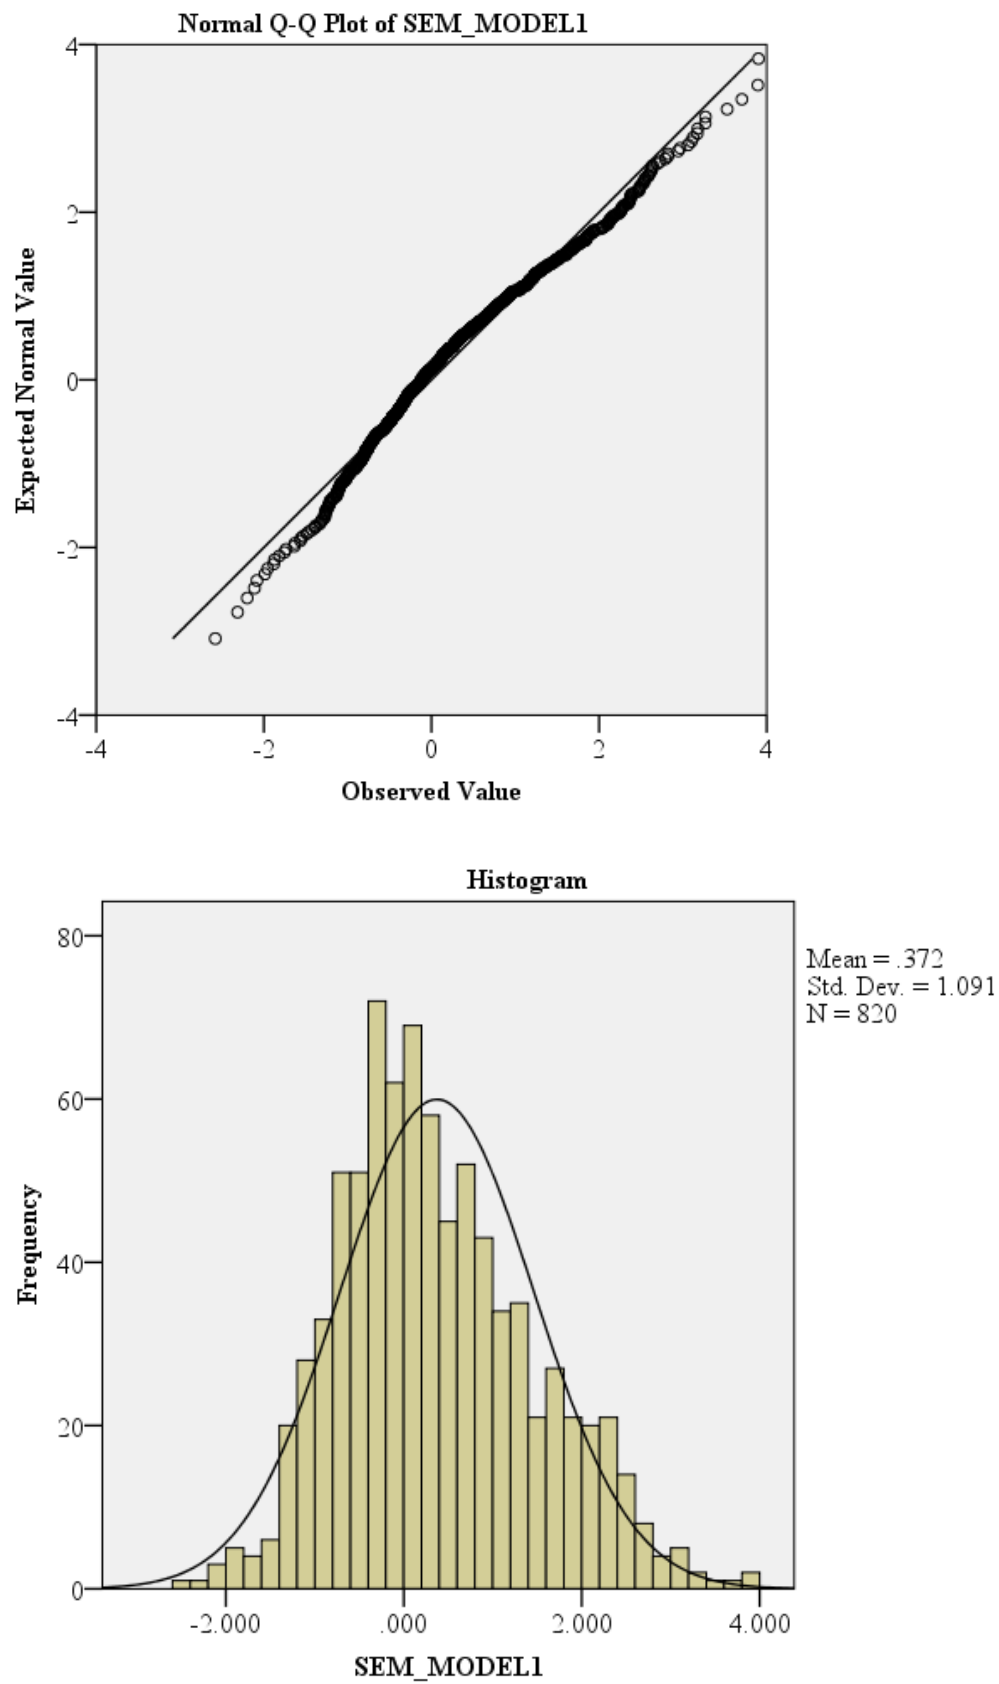 Normal Q-Q Plot of SEM_MODEL1
4
2
0
-2
-4
Expected Normal Value
-4 -2 0 2 4
Observed Value
Histogram
80
60
40
20
0
Frequency
Mean = .372
Std. Dev. = 1.091
N = 820
-2.000 .000 2.000 4.000
SEM_MODEL1